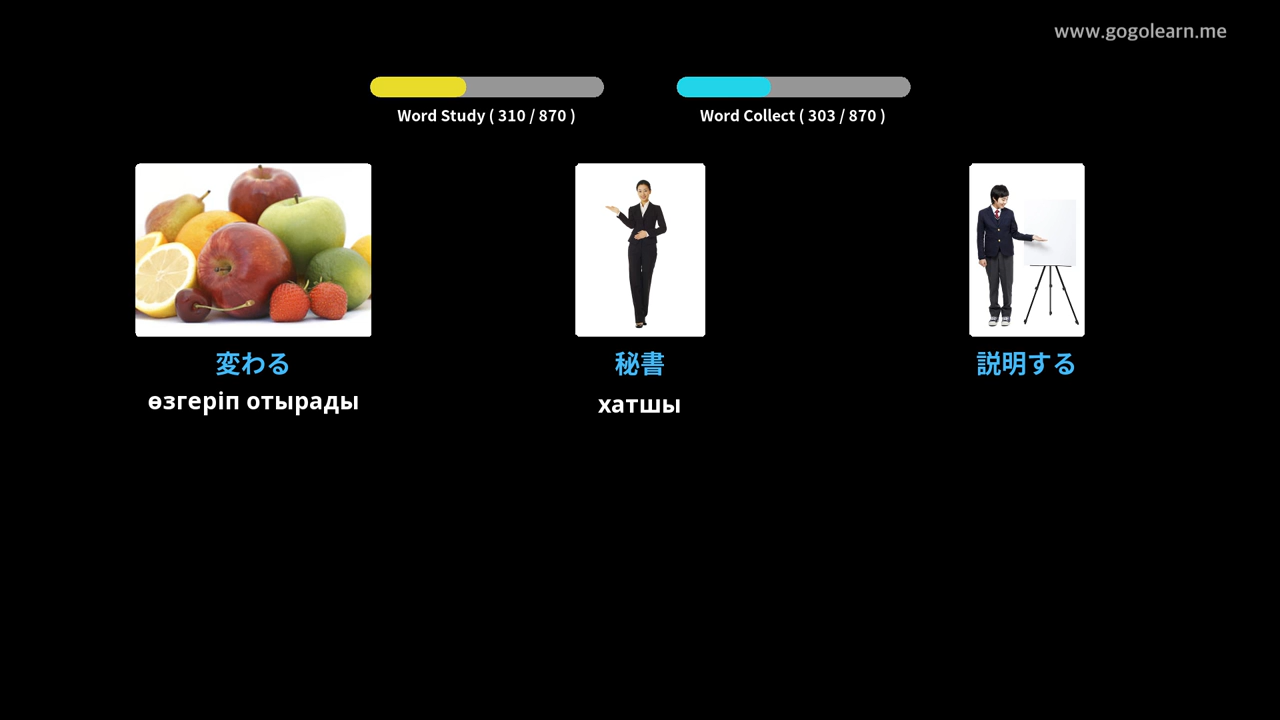 www.gogolearn.me
Word Study ( 310 / 870 )
Word Collect ( 303 / 870 )
変わる
秘書
説明する
өзгеріп отырады
хатшы